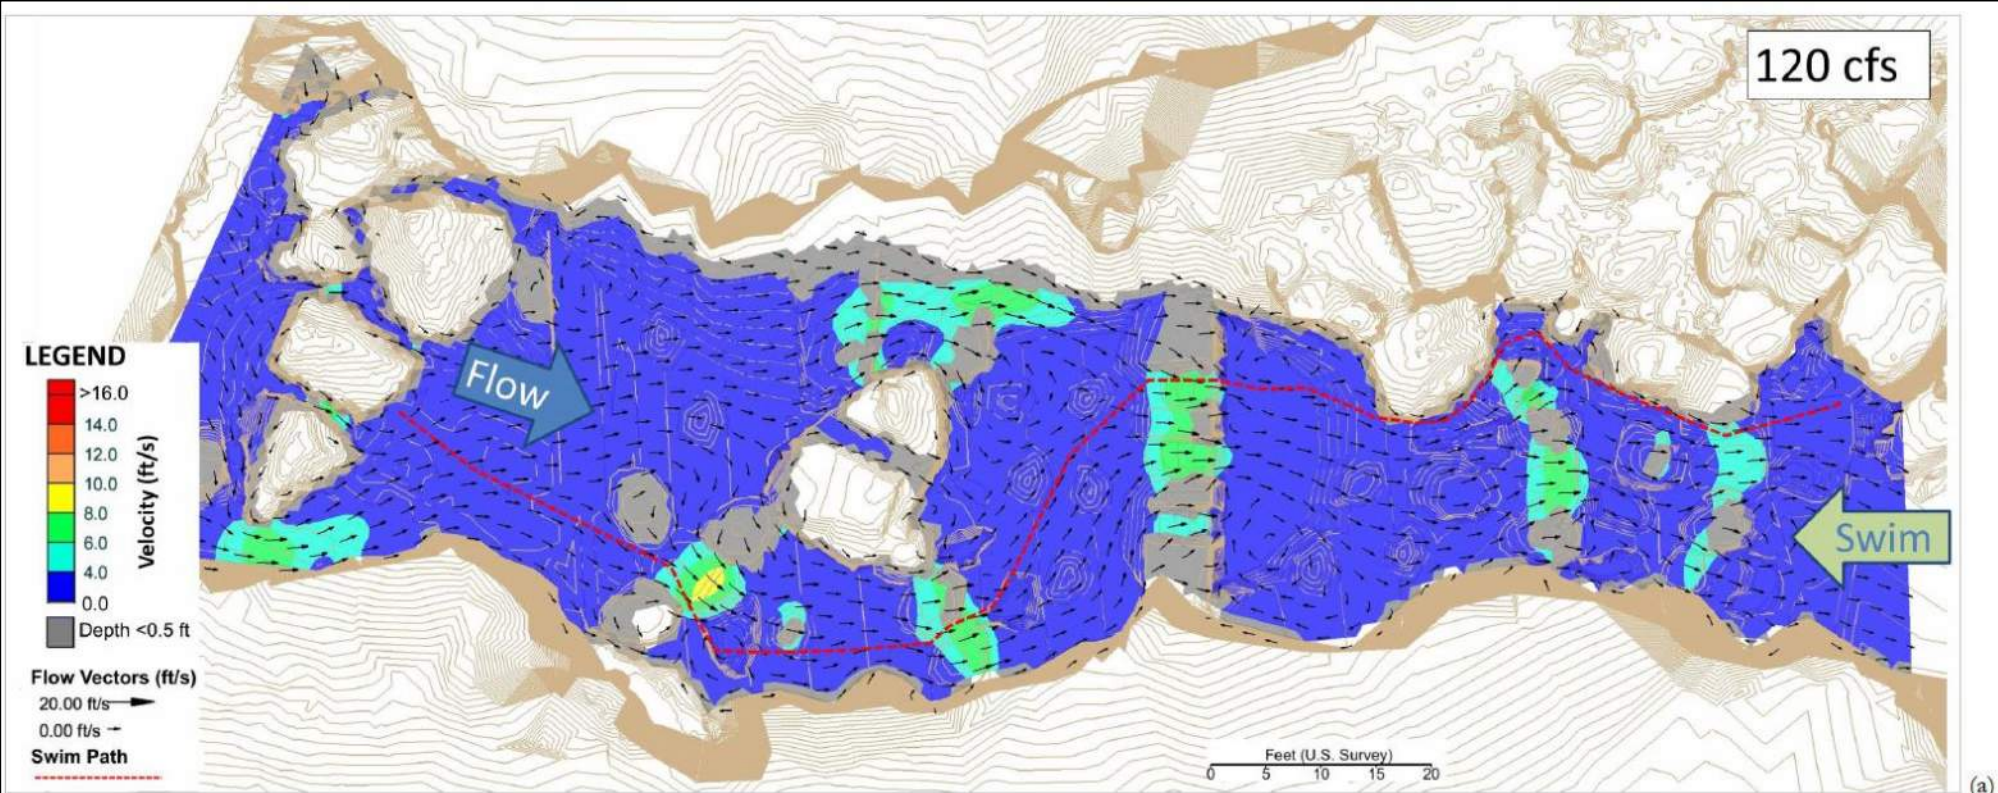 120 cfs
Flow
LEGEND
>16.0
14.0
12.0
10.0
8.0
6.0
4.0
0.0
Velocity (ft/s)
Depth <0.5 ft
Flow Vectors (ft/s)
20.00 ft/s
0.00 ft/s
Swim Path
Swim
Feet (U.S. Survey)
0 5 10 15 20
(a)